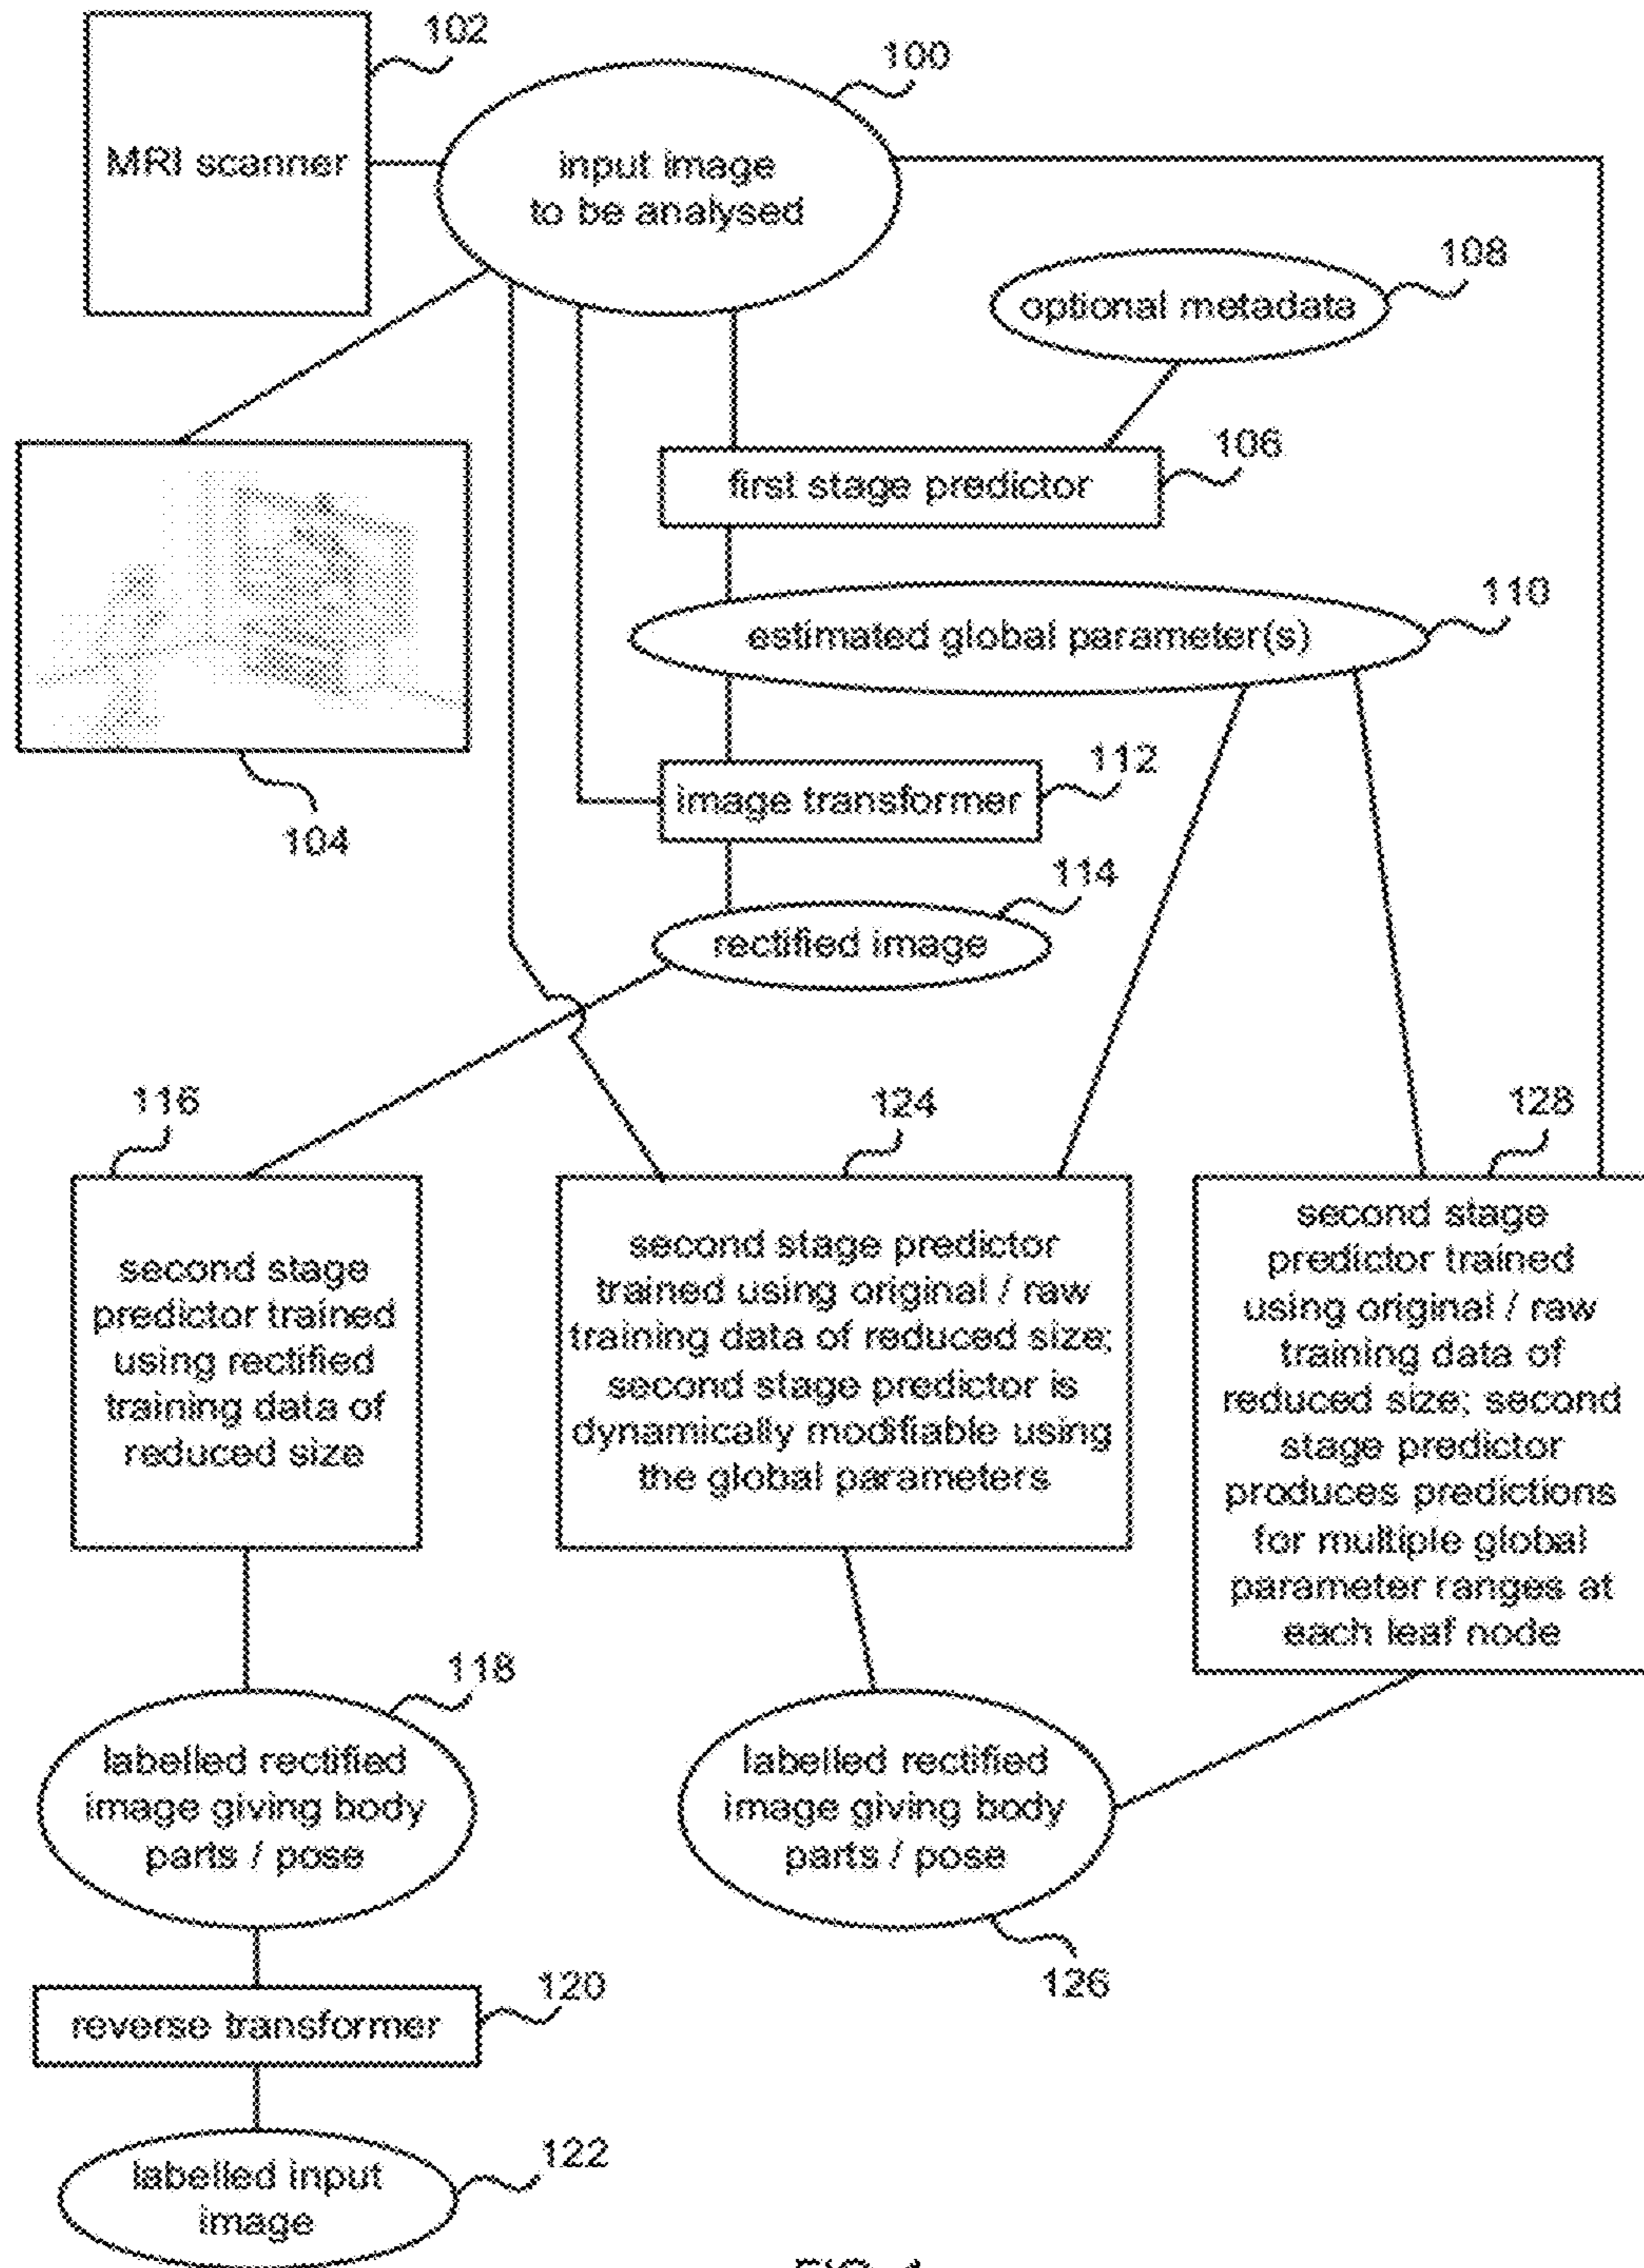 102
100
MRI scanner
input image
to be analysed
108
optional metadata
106
first stage predictor
110
estimated global parameter(s)
112
image transformer
104
114
rectified image
116
124
128
second stage
predictor trained
using rectified
training data of
reduced size
second stage predictor
trained using original / raw
training data of reduced size;
second stage predictor is
dynamically modifiable using
the global parameters
second stage
predictor trained
using original / raw
training data of
reduced size; second
stage predictor
produces predictions
for multiple global
parameter ranges at
each leaf node
118
labelled rectified
image giving body
parts / pose
labelled rectified
image giving body
parts / pose
126
120
reverse transformer
122
labelled input
image